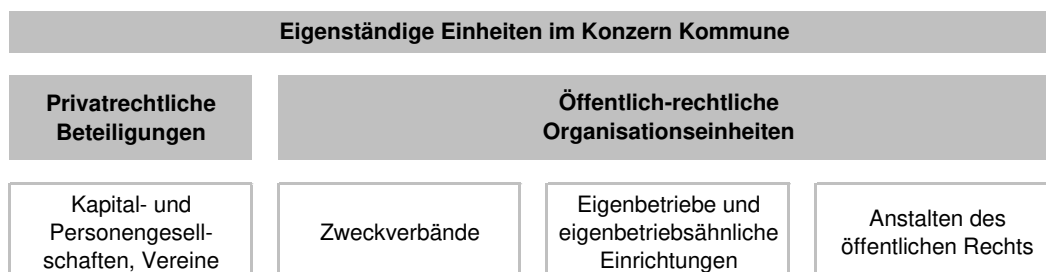 Eigenständige Einheiten im Konzern Kommune
Privatrechtliche
Beteiligungen
Öffentlich-rechtliche
Organisationseinheiten
Kapital- und
Personengesell-
schaften, Vereine
Zweckverbände
Eigenbetriebe und
eigenbetriebsähnliche
Einrichtungen
Anstalten des
öffentlichen Rechts